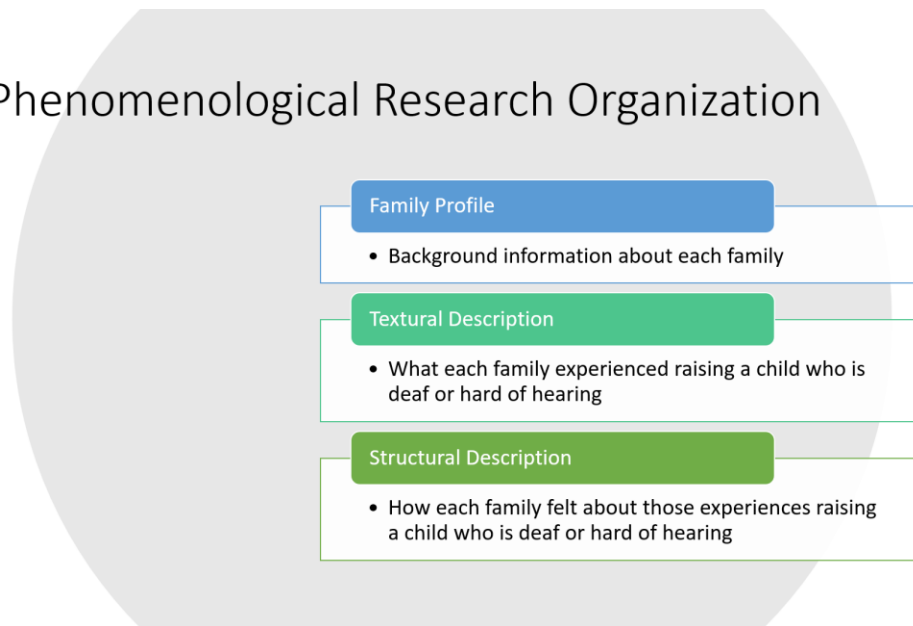 Phenomenological Research Organization
Family Profile
• Background information about each family
Textural Description
• What each family experienced raising a child who is
deaf or hard of hearing
Structural Description
• How each family felt about those experiences raising
a child who is deaf or hard of hearing